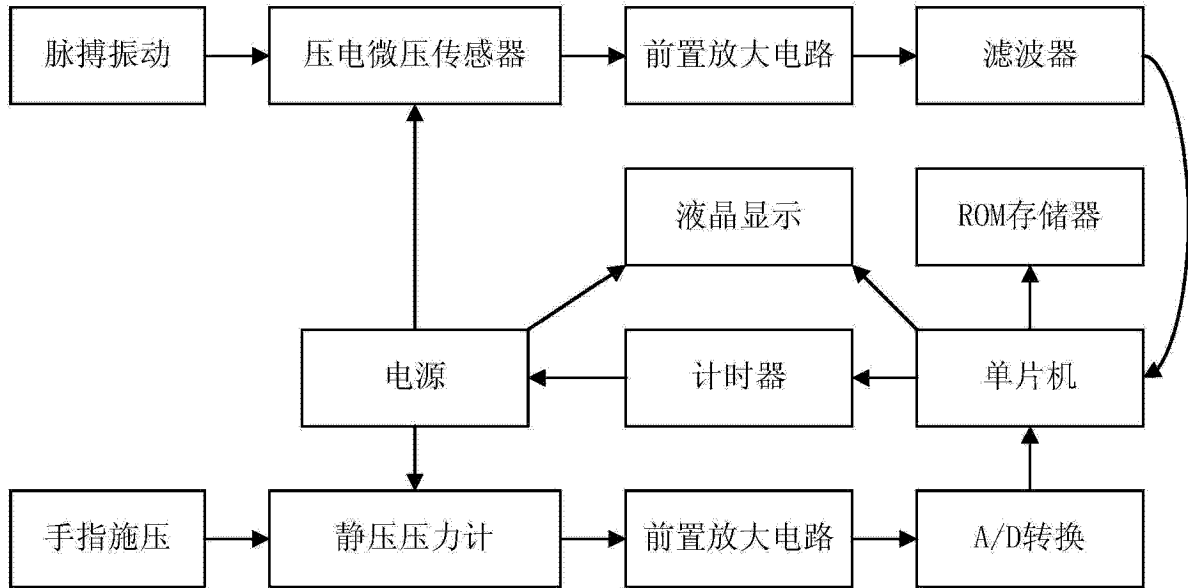 脉搏振动
压电微压传感器
前置放大电路
滤波器
液晶显示
ROM存储器
电源
计时器
单片机
手指施压
静压压力计
前置放大电路
A/D转换